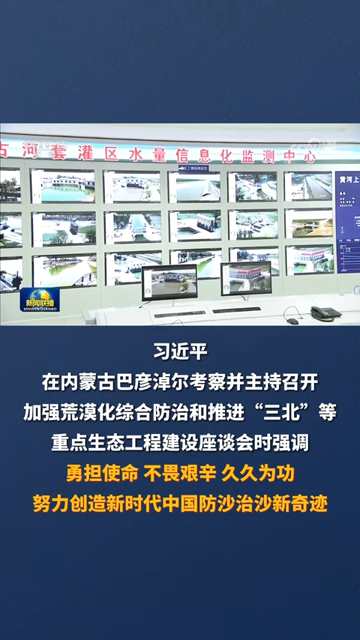 古河套灌区水量信息化监测中心
黄河上
新闻联播
习近平
在内蒙古巴彦淖尔考察并主持召开
加强荒漠化综合防治和推进“三北”等
重点生态工程建设座谈会时强调
勇担使命 不畏艰辛 久久为功
努力创造新时代中国防沙治沙新奇迹